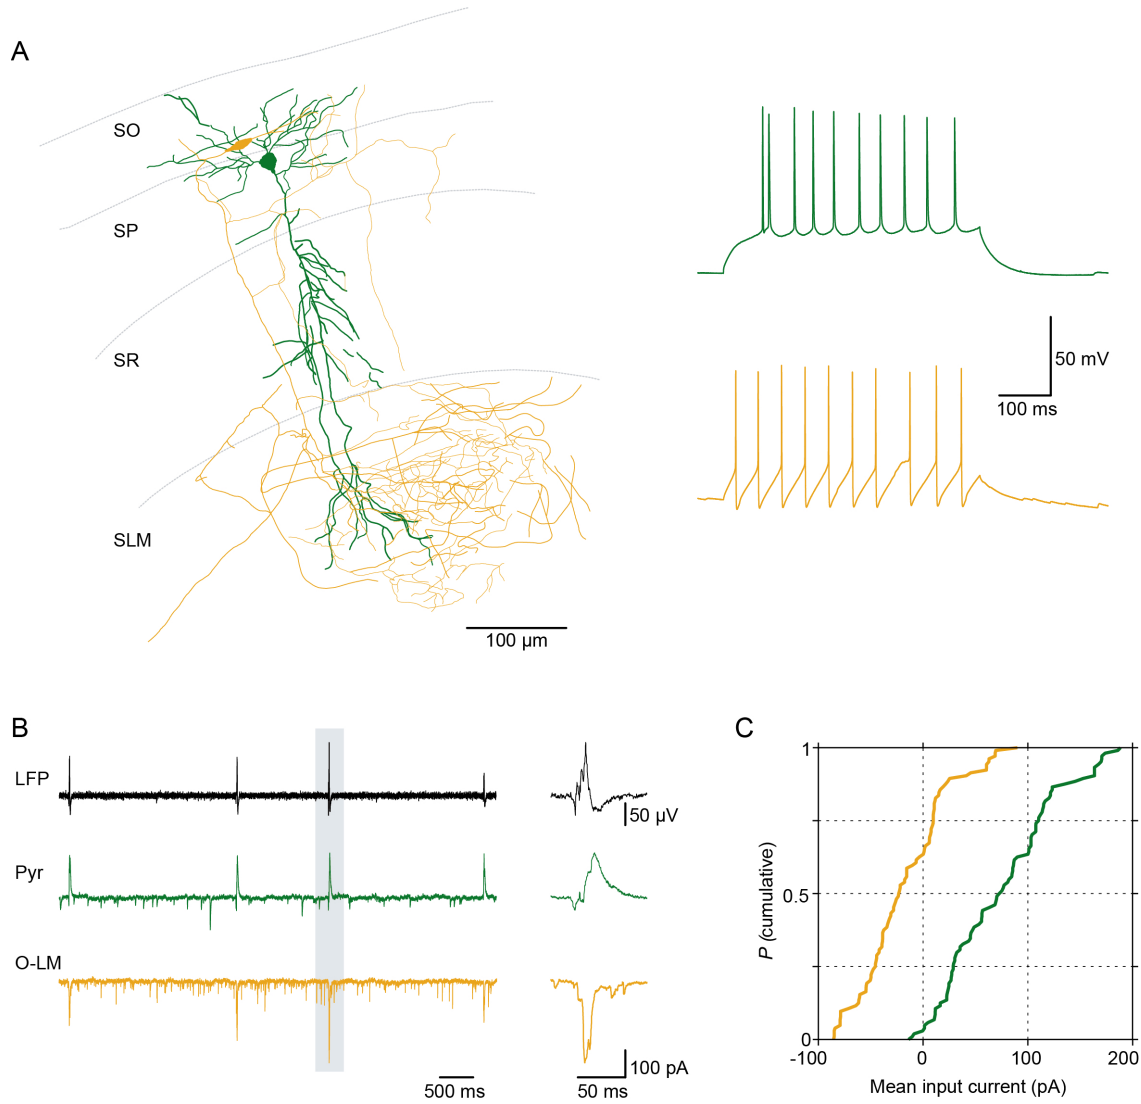 A
SO
SP
SR
SLM
50 mV
100 ms
100 µm
B
LFP
50 µV
Pyr
O-LM
100 pA
500 ms
50 ms
C
1
0.5
0
P (cumulative)
-100
0
100
200
Mean input current (pA)